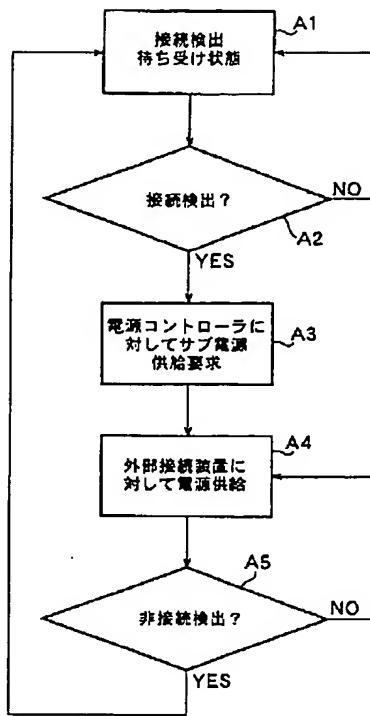 A1
接続検出
待ち受け状態
接続検出？
NO
A2
YES
電源コントローラに
対してサブ電源
供給要求
A3
A4
外部接続装置に
対して電源供給
A5
非接続検出？
NO
YES